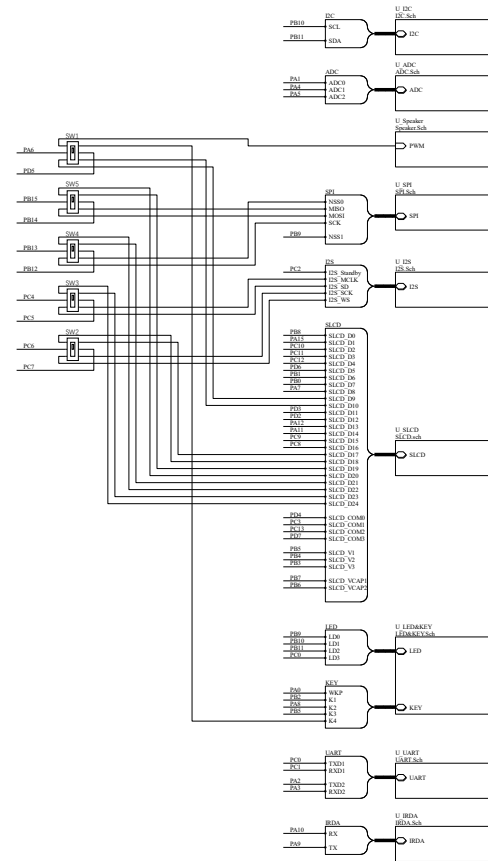 I2C
PB10 SCL
PB11 SDA
U_I2C
I2C.Sch
I2C
ADC
PA1 ADC0
PA4 ADC1
PA5 ADC2
U_ADC
ADC.Sch
ADC
U_Speaker
Speaker.Sch
PWM
SW1
PA6
PD5
SW5
PB15
PB14
SW4
PB13
PB12
SW3
PC4
PC5
SW2
PC6
PC7
SPI
NSS0
MISO
MOSI
SCK
PB9 NSS1
U_SPI
SPI.Sch
SPI
I2S
PC2 I2S_Standby
I2S_MCLK
I2S_SD
I2S_SCK
I2S_WS
U_I2S
I2S.Sch
I2S
SLCD
PB8 SLCD_D0
PA15 SLCD_D1
PC10 SLCD_D2
PC11 SLCD_D3
PC12 SLCD_D4
PD6 SLCD_D5
PB1 SLCD_D6
PB0 SLCD_D7
PA7 SLCD_D8
SLCD_D9
SLCD_D10
PD3 SLCD_D11
PD2 SLCD_D12
PA12 SLCD_D13
PA11 SLCD_D14
PC9 SLCD_D15
PC8 SLCD_D16
SLCD_D17
SLCD_D18
SLCD_D19
SLCD_D20
SLCD_D21
SLCD_D22
SLCD_D23
SLCD_D24
PD4 SLCD_COM0
PC3 SLCD_COM1
PC13 SLCD_COM2
PD7 SLCD_COM3
PB5 SLCD_V1
PB4 SLCD_V2
PB3 SLCD_V3
PB7 SLCD_VCAP1
PB6 SLCD_VCAP2
U_SLCD
SLCD.sch
SLCD
LED
PB9 LD0
PB10 LD1
PB11 LD2
PC0 LD3
U_LED&KEY
LED&KEY.Sch
LED
KEY
PA0 WKP
PB2 K1
PA8 K2
PB5 K3
K4
KEY
UART
PC0 TXD1
PC1 RXD1
PA2 TXD2
PA3 RXD2
U_UART
UART.Sch
UART
IRDA
PA10 RX
PA9 TX
U_IRDA
IRDA.Sch
IRDA